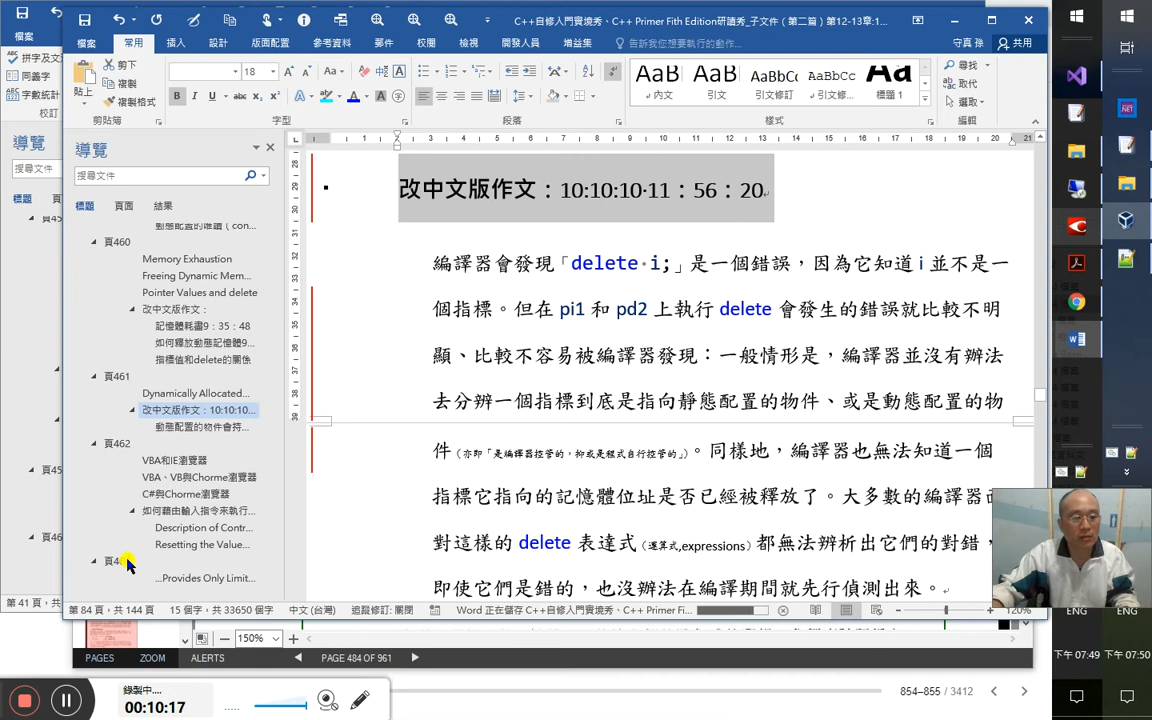 C++自修入門實境秀、C++ Primer Fifth Edition研讀秀_子文件（第二篇）第12-13章:1...
檔案
常用
插入
設計
版面配置
參考資料
郵件
校閱
檢視
開發人員
增益集
告訴我您想要執行的動作...
守真 孫
共用
剪下
複製
複製格式
貼上
剪貼簿
18
字型
段落
AaB 內文
AaB 引文
AaBbCc 引文修訂
AaBbCc 引文修...
Aa 標題 1
樣式
尋找
取代
選取
編輯
檔案
同義字
字數統計
校訂
導覽
搜尋文件
標題
頁面
結果
頁460
Memory Exhaustion
Freeing Dynamic Mem...
Pointer Values and delete
改中文版作文：
記憶體耗盡9：35：48
如何釋放動態記憶體9...
指標值和delete的關係
頁461
Dynamically Allocated...
改中文版作文：10:10:10...
動態配置的物件會持...
頁462
VBA和IE瀏覽器
VBA、VB與Chorme瀏覽器
C#與Chorme瀏覽器
如何藉由輸入指令來執行...
Description of Contr...
Resetting the Value...
...Provides Only Limit...
改中文版作文：10:10:10·11：56：20
編譯器會發現「delete·i;」是一個錯誤，因為它知道 i 並不是一
個指標。但在 pi1 和 pd2 上執行 delete 會發生的錯誤就比較不明
顯、比較不容易被編譯器發現：一般情形是，編譯器並沒有辦法
去分辨一個指標到底是指向靜態配置的物件、或是動態配置的物
件（亦即「是編譯器控管的，抑或是程式自行控管的」）。同樣地，編譯器也無法知道一個
指標它指向的記憶體位址是否已經被釋放了。大多數的編譯器面
對這樣的 delete 表達式（運算式,expressions）都無法辨析出它們的對錯，
即使它們是錯的，也沒辦法在編譯期間就先行偵測出來。
第 84 頁，共 144 頁
15 個字，共 33650 個字
中文 (台灣)
追蹤修訂: 關閉
Word 正在儲存 C++自修入門實境秀、C++ Primer Fi...
120%
150%
PAGES
ZOOM
ALERTS
PAGE 484 OF 961
錄製中....
00:10:17
854–855 / 3412
ENG
ENG
下午 07:49
下午 07:50